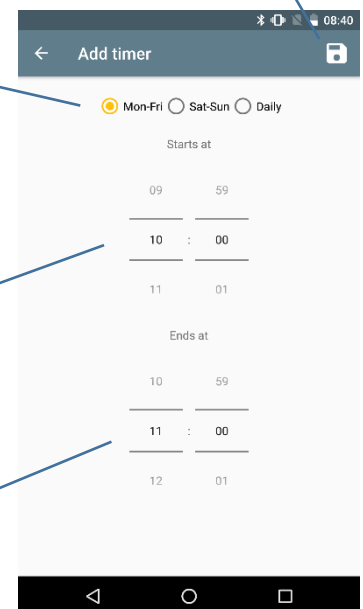 08:40
Add timer
Mon-Fri Sat-Sun Daily
Starts at
09 59
10 : 00
11 01
Ends at
10 59
11 : 00
12 01